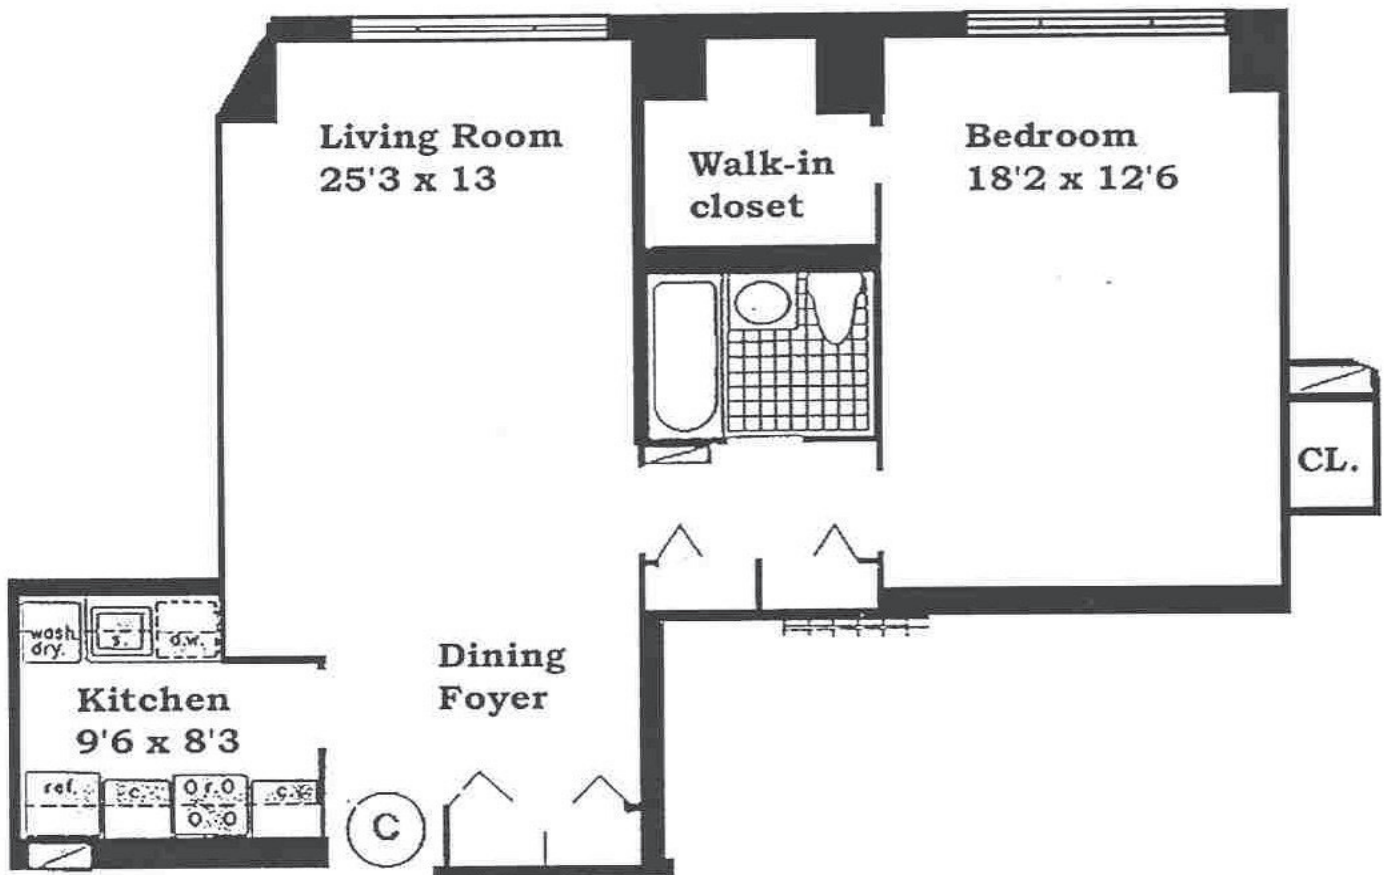 Living Room
25'3 x 13
Walk-in
closet
Bedroom
18'2 x 12'6
CL.
wash
dry.
s.
d.w.
Dining
Foyer
Kitchen
9'6 x 8'3
ref.
c.
r.
c.
C